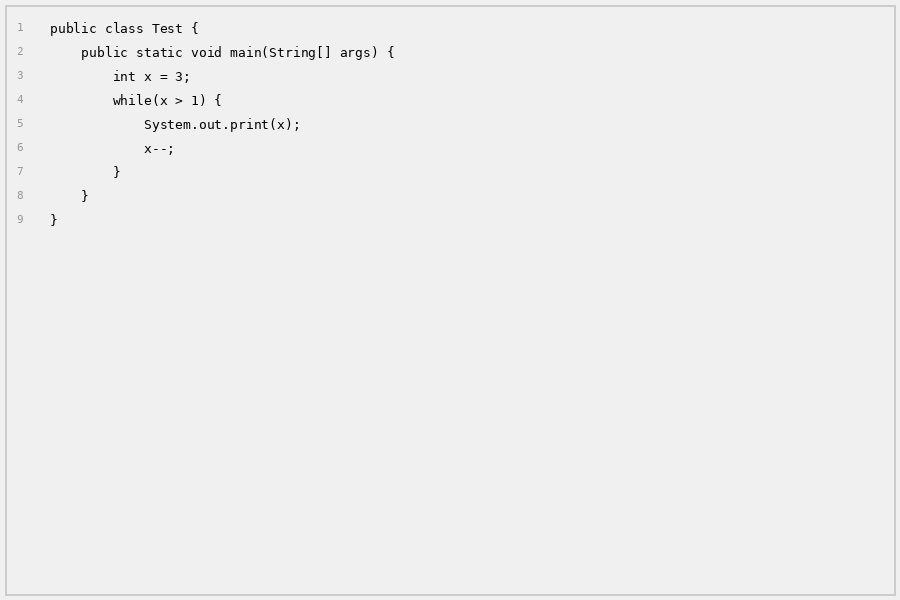 1 public class Test {
2     public static void main(String[] args) {
3         int x = 3;
4         while(x > 1) {
5             System.out.print(x);
6             x--;
7         }
8     }
9 }